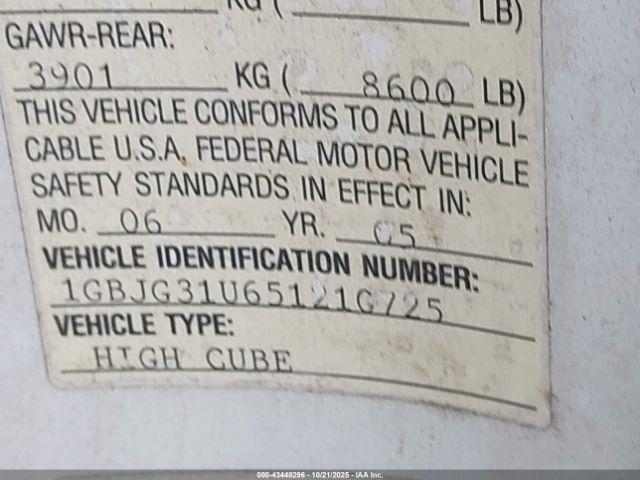 KG ( LB)
GAWR-REAR:
3901 KG ( 8600 LB)
THIS VEHICLE CONFORMS TO ALL APPLI-
CABLE U.S.A. FEDERAL MOTOR VEHICLE
SAFETY STANDARDS IN EFFECT IN:
MO. 06 YR. 05
VEHICLE IDENTIFICATION NUMBER:
1GBJG31U651210725
VEHICLE TYPE:
HIGH CUBE
000-43448296 - 10/21/2025 - IAA Inc.